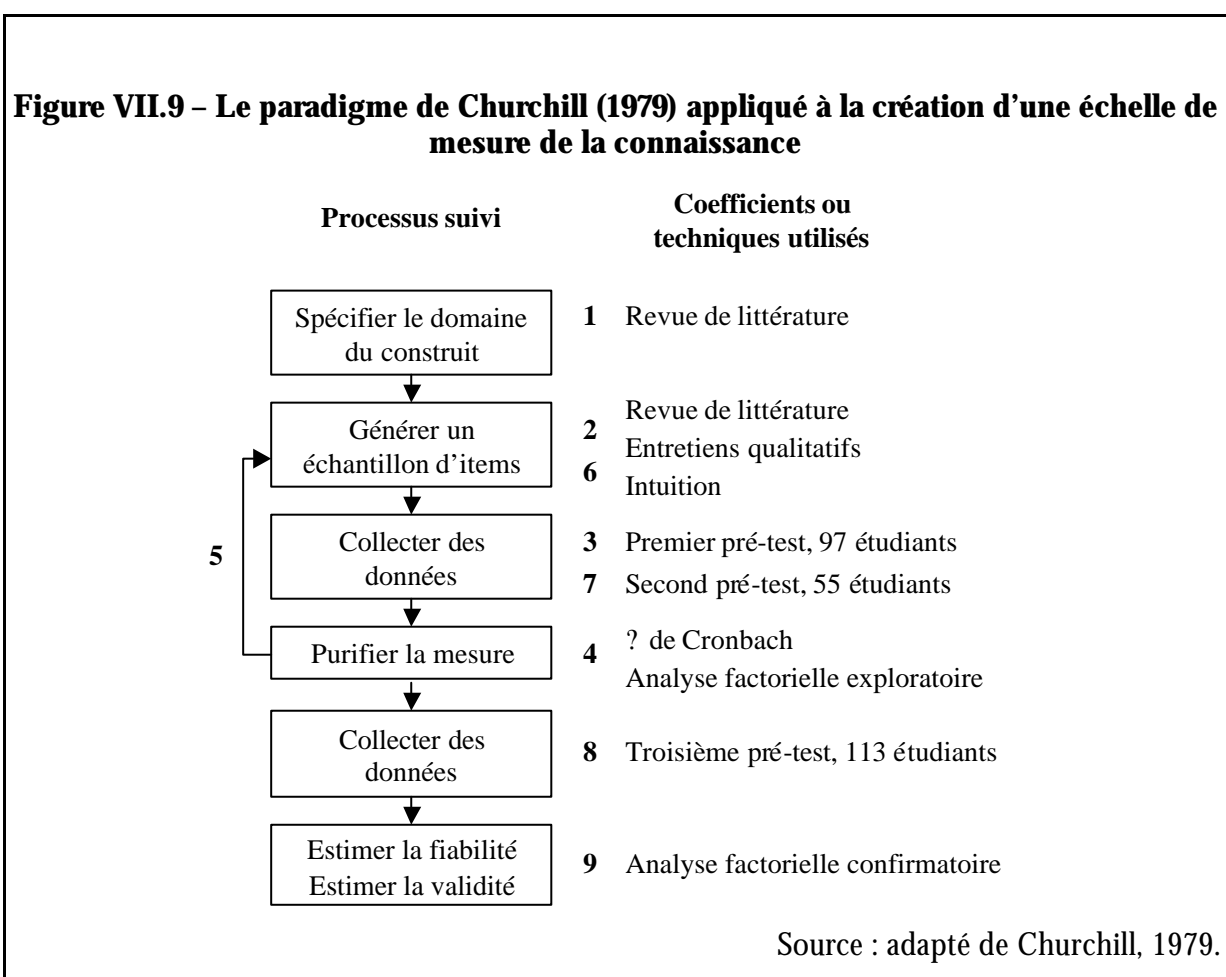 Figure VII.9 – Le paradigme de Churchill (1979) appliqué à la création d'une échelle de
mesure de la connaissance
Processus suivi
Coefficients ou
techniques utilisés
Spécifier le domaine
du construit
1 Revue de littérature
Générer un
échantillon d'items
2
6
Revue de littérature
Entretiens qualitatifs
Intuition
5
Collecter des
données
3 Premier pré-test, 97 étudiants
7 Second pré-test, 55 étudiants
Purifier la mesure
4
? de Cronbach
Analyse factorielle exploratoire
Collecter des
données
8 Troisième pré-test, 113 étudiants
Estimer la fiabilité
Estimer la validité
9 Analyse factorielle confirmatoire
Source : adapté de Churchill, 1979.